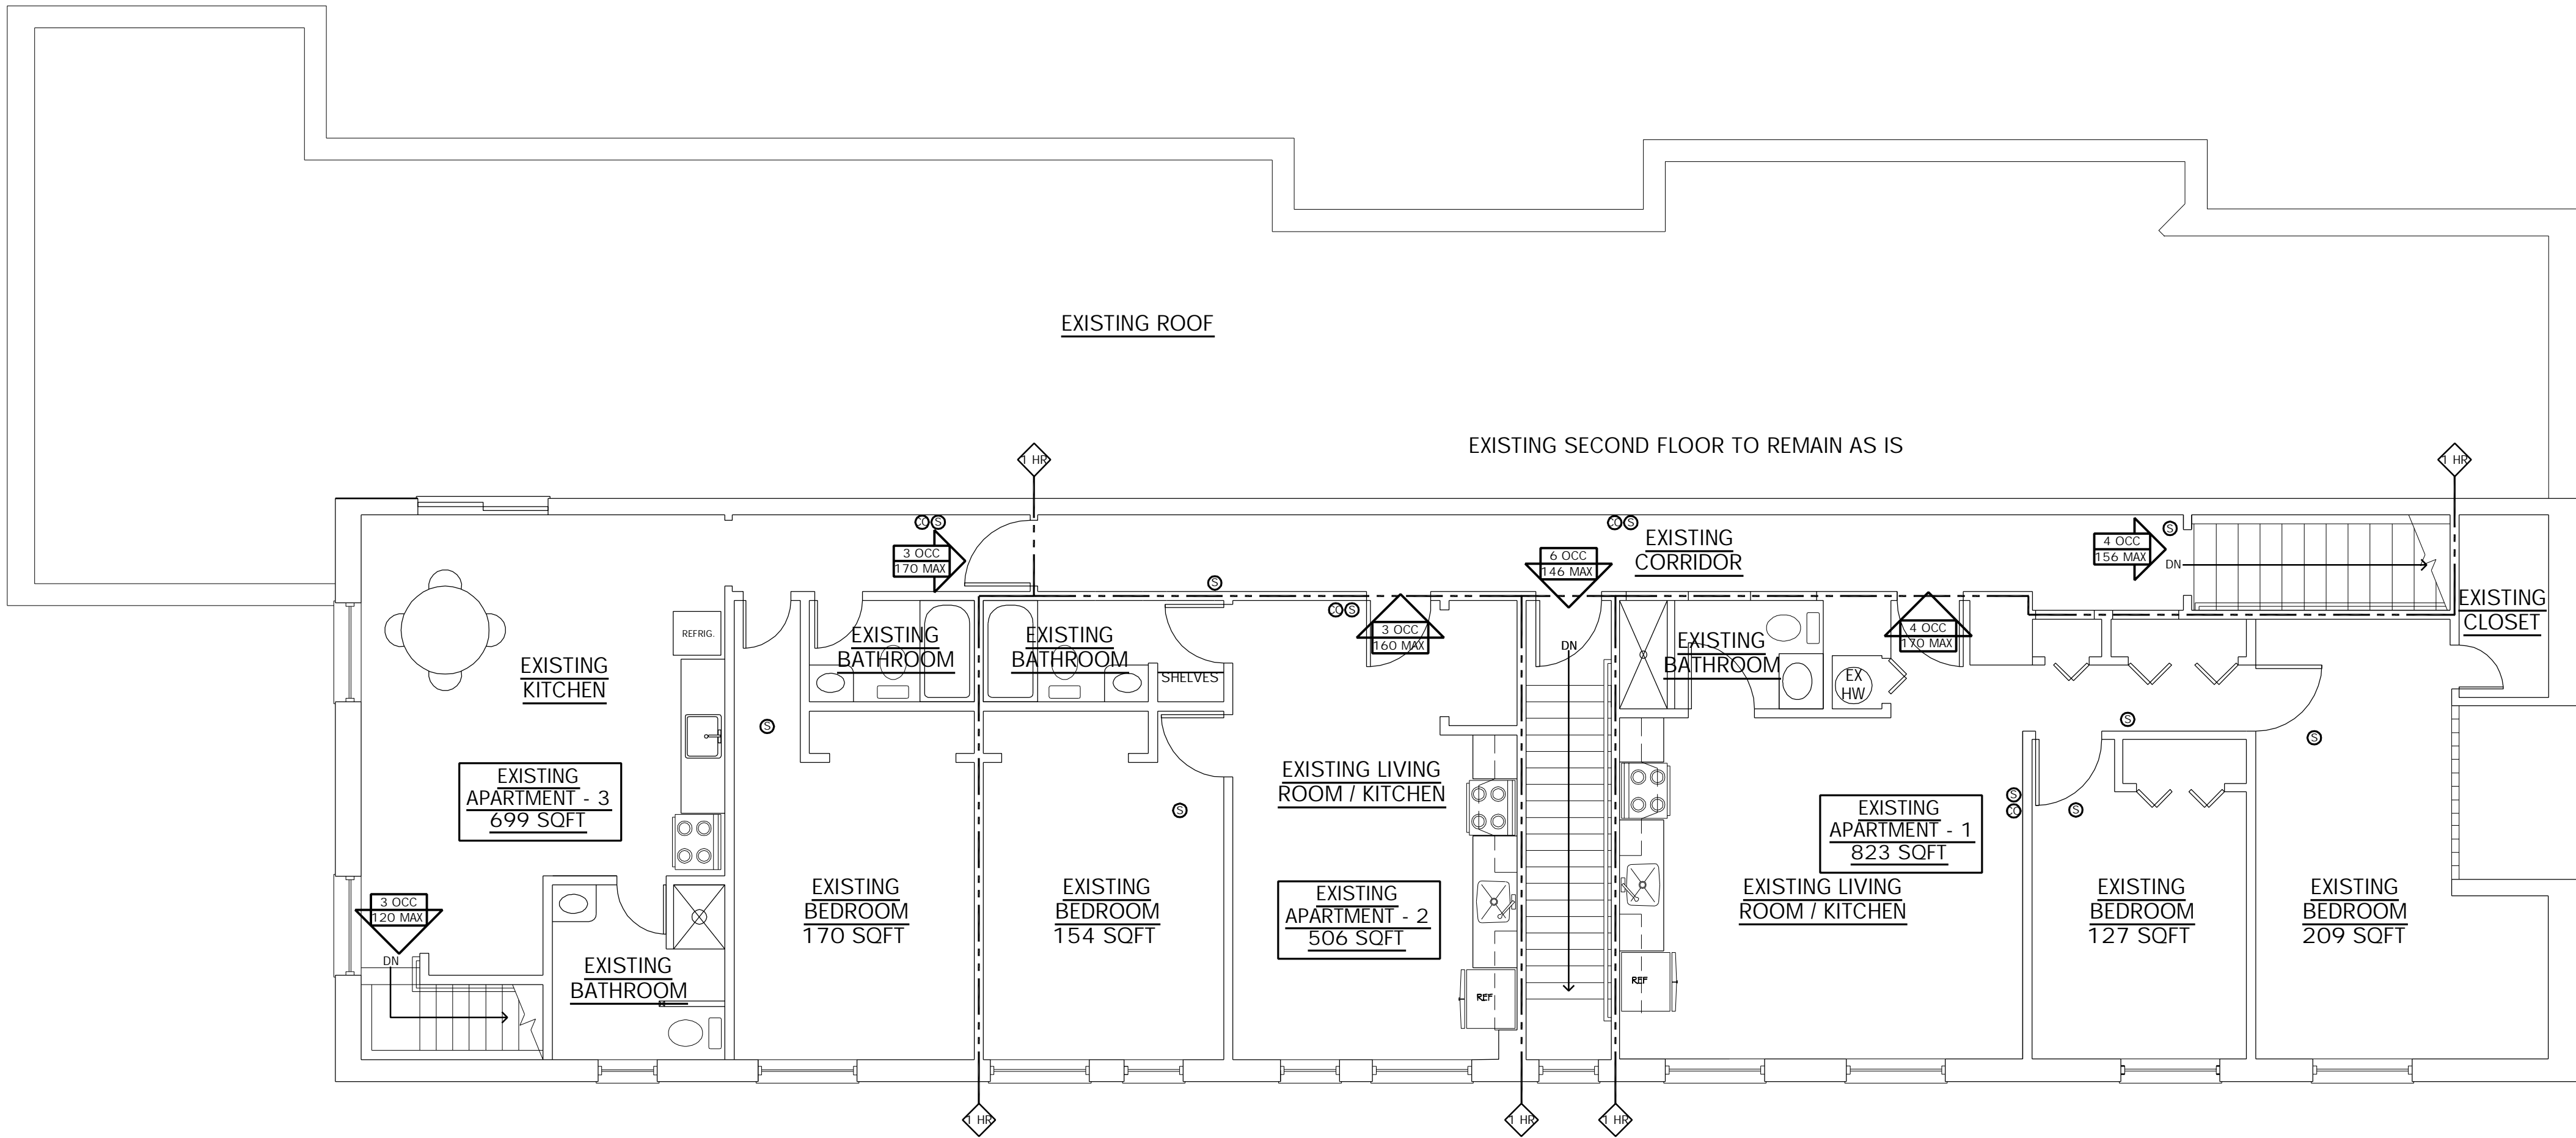 EXISTING ROOF
EXISTING SECOND FLOOR TO REMAIN AS IS
1 HR
1 HR
CO S
3 OCC
170 MAX
CO S
EXISTING
CORRIDOR
6 OCC
146 MAX
S
4 OCC
156 MAX
DN
S
CO S
3 OCC
160 MAX
4 OCC
170 MAX
EXISTING
CLOSET
REFRIG.
EXISTING
BATHROOM
EXISTING
BATHROOM
SHELVES
DN
EXISTING
BATHROOM
EX
HW
EXISTING
KITCHEN
S
S
S
EXISTING
APARTMENT - 3
699 SQFT
EXISTING LIVING
ROOM / KITCHEN
S
S
CO
S
EXISTING
APARTMENT - 1
823 SQFT
3 OCC
120 MAX
DN
EXISTING
BEDROOM
170 SQFT
EXISTING
BEDROOM
154 SQFT
EXISTING
APARTMENT - 2
506 SQFT
EXISTING LIVING
ROOM / KITCHEN
EXISTING
BEDROOM
127 SQFT
EXISTING
BEDROOM
209 SQFT
EXISTING
BATHROOM
REF
REF
1 HR
1 HR
1 HR